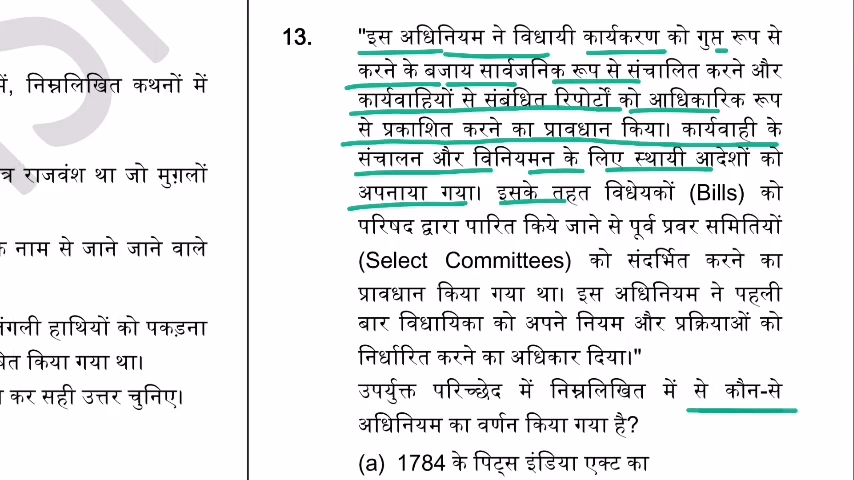 में, निम्नलिखित कथनों में
त्र राजवंश था जो मुग़लों
क नाम से जाने जाने वाले
जंगली हाथियों को पकड़ना
किया गया था।
कर सही उत्तर चुनिए।
13. "इस अधिनियम ने विधायी कार्यकरण को गुप्त रूप से
करने के बजाय सार्वजनिक रूप से संचालित करने और
कार्यवाहियों से संबंधित रिपोर्टों को आधिकारिक रूप
से प्रकाशित करने का प्रावधान किया। कार्यवाही के
संचालन और विनियमन के लिए स्थायी आदेशों को
अपनाया गया। इसके तहत विधेयकों (Bills) को
परिषद द्वारा पारित किये जाने से पूर्व प्रवर समितियों
(Select Committees) को संदर्भित करने का
प्रावधान किया गया था। इस अधिनियम ने पहली
बार विधायिका को अपने नियम और प्रक्रियाओं को
निर्धारित करने का अधिकार दिया।"
उपर्युक्त परिच्छेद में निम्नलिखित में से कौन-से
अधिनियम का वर्णन किया गया है?
(a) 1784 के पिट्स इंडिया एक्ट का